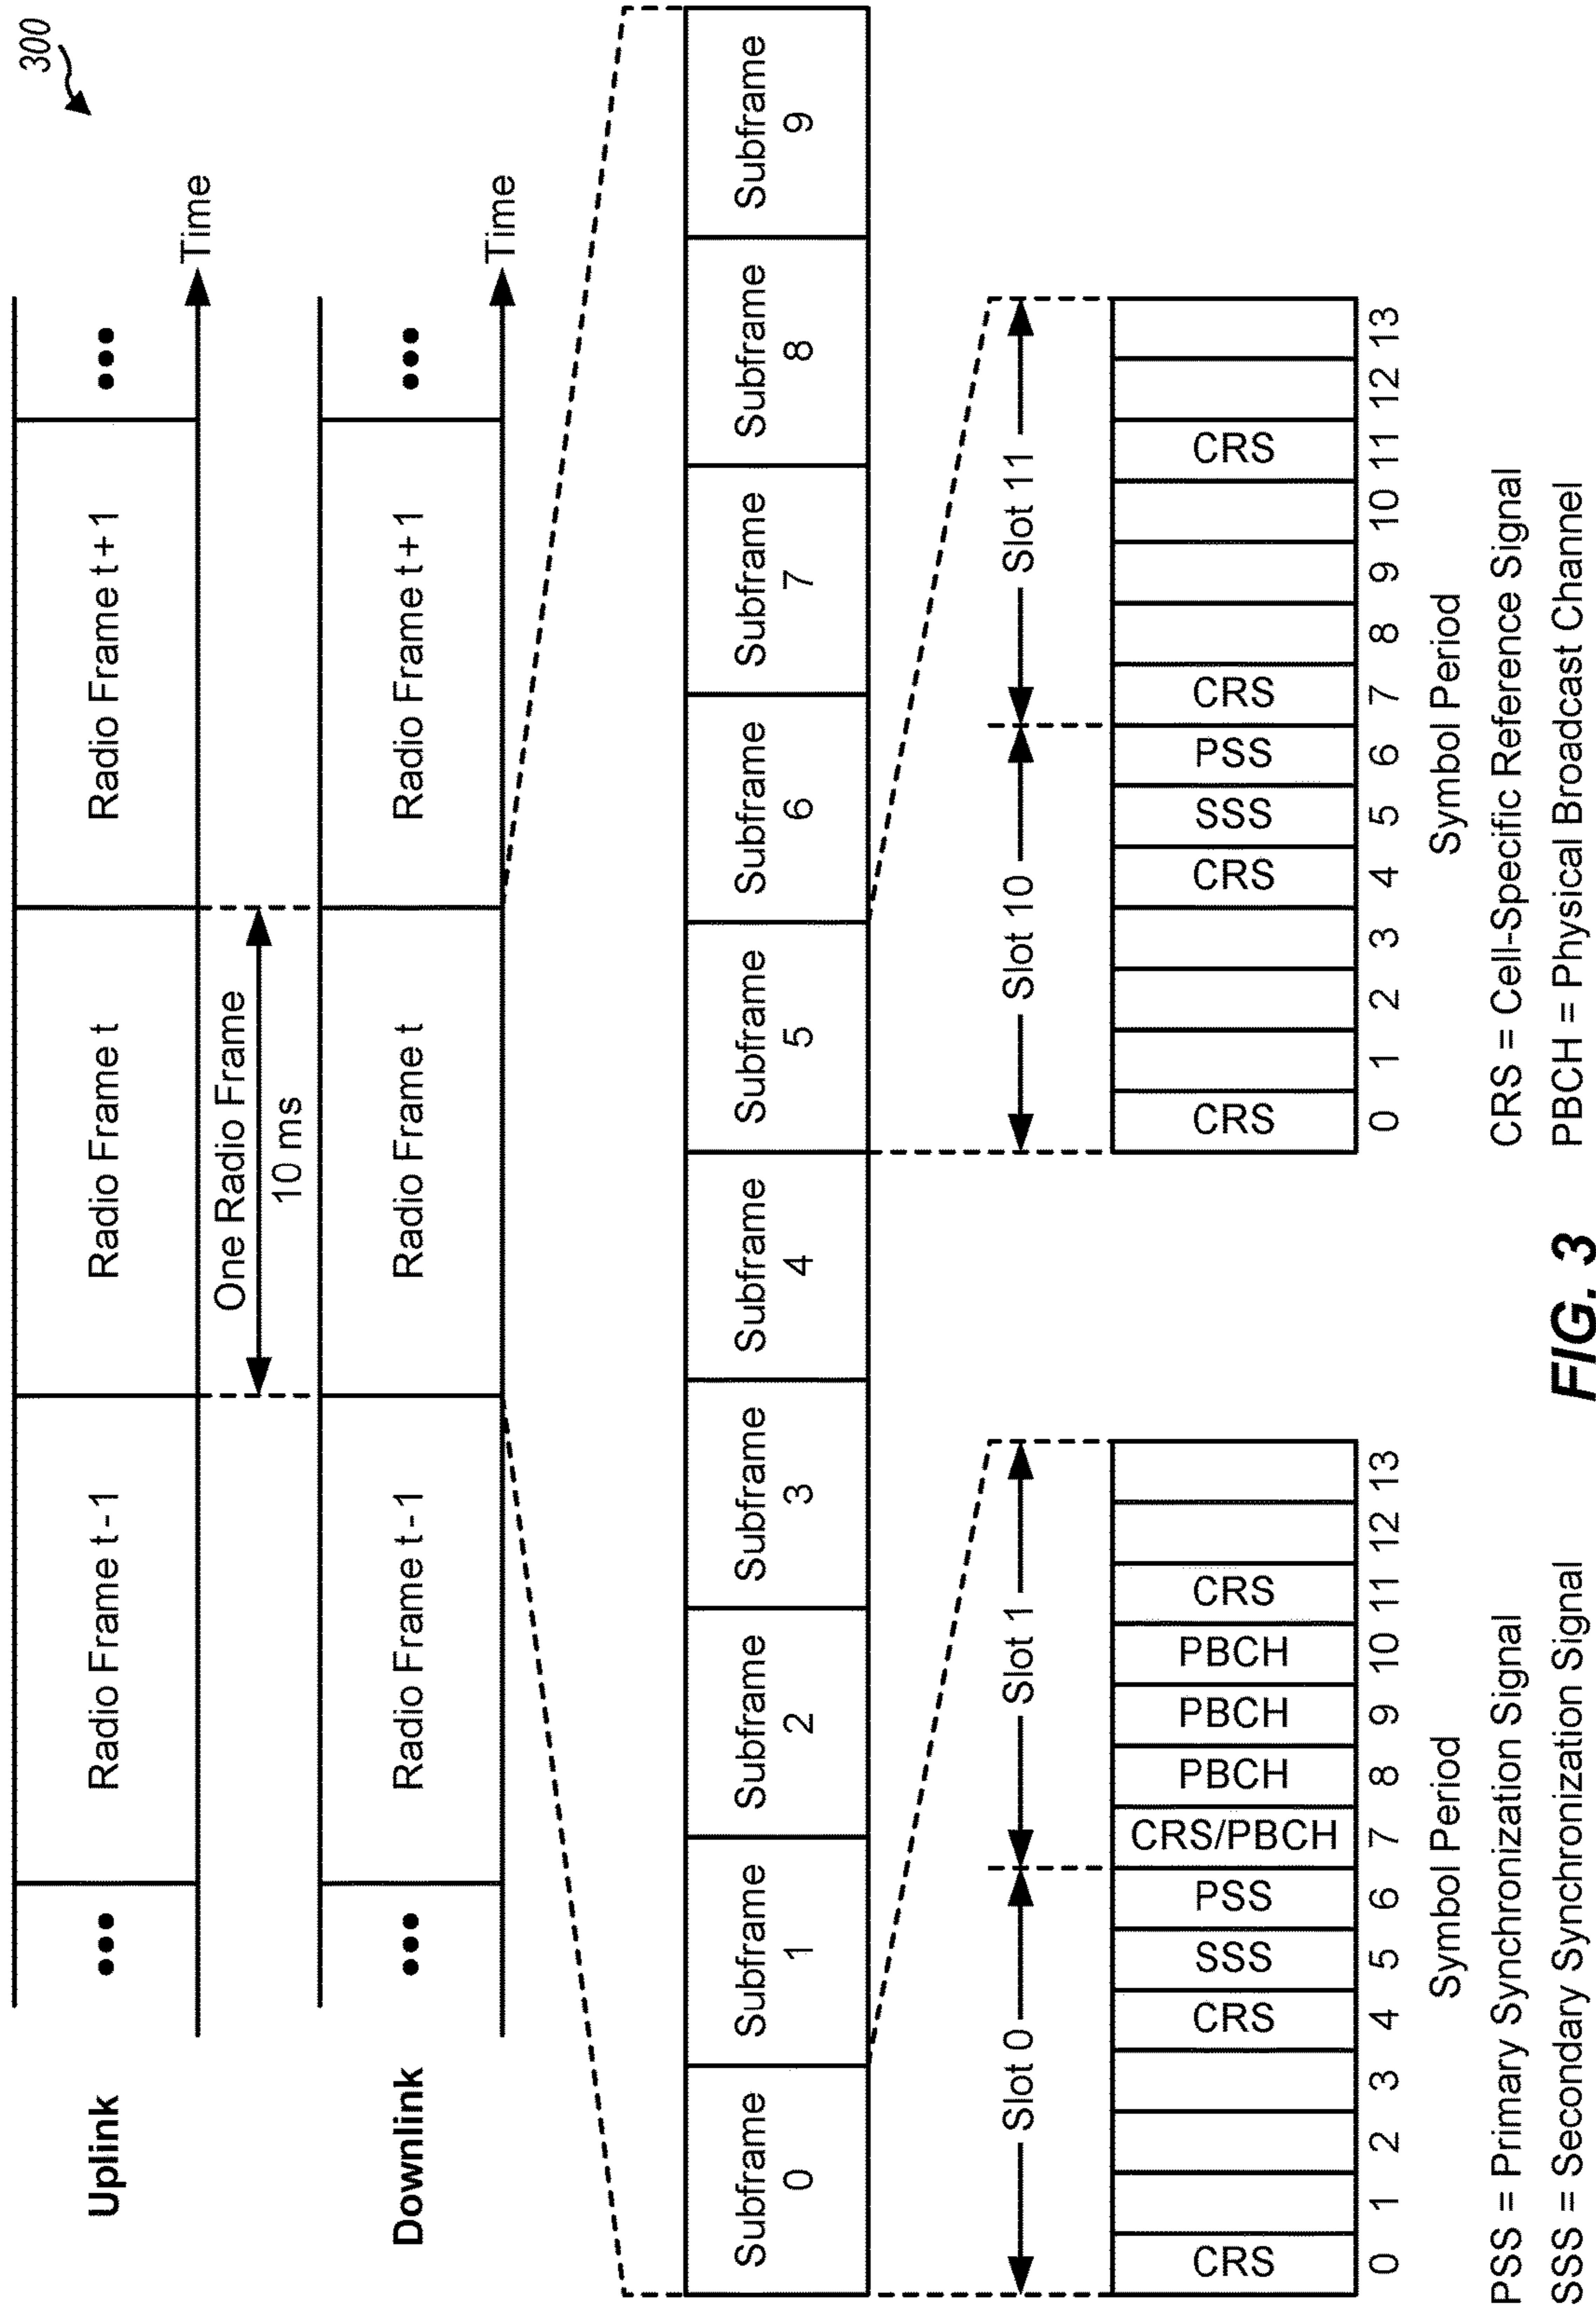 300
Uplink
••• Radio Frame t-1 Radio Frame t Radio Frame t+1 •••
Time
One Radio Frame
10 ms
Downlink
••• Radio Frame t-1 Radio Frame t Radio Frame t+1 •••
Time
Subframe 0
Subframe 1
Subframe 2
Subframe 3
Subframe 4
Subframe 5
Subframe 6
Subframe 7
Subframe 8
Subframe 9
Slot 0 Slot 1
CRS CRS SSS PSS CRS/PBCH PBCH PBCH PBCH CRS
0 1 2 3 4 5 6 7 8 9 10 11 12 13
Symbol Period
Slot 10 Slot 11
CRS CRS SSS PSS CRS CRS
0 1 2 3 4 5 6 7 8 9 10 11 12 13
Symbol Period
PSS = Primary Synchronization Signal
SSS = Secondary Synchronization Signal
CRS = Cell-Specific Reference Signal
PBCH = Physical Broadcast Channel
FIG. 3